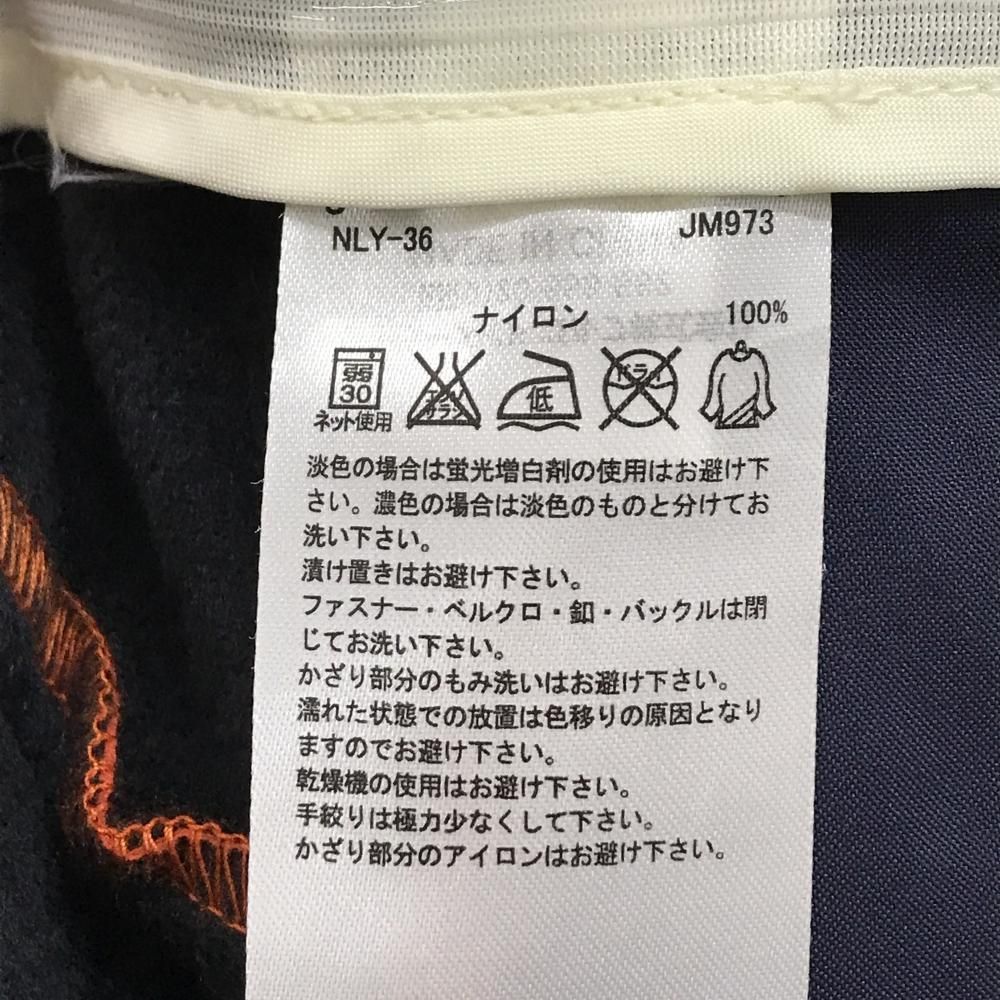 NLY-36 JM973
ナイロン 100%
弱
30
ネット使用
エンソ
サラシ
低
ドライ
淡色の場合は蛍光増白剤の使用はお避け下
さい。濃色の場合は淡色のものと分けてお
洗い下さい。
漬け置きはお避け下さい。
ファスナー・ベルクロ・釦・バックルは閉
じてお洗い下さい。
かざり部分のもみ洗いはお避け下さい。
濡れた状態での放置は色移りの原因となり
ますのでお避け下さい。
乾燥機の使用はお避け下さい。
手絞りは極力少なくして下さい。
かざり部分のアイロンはお避け下さい。